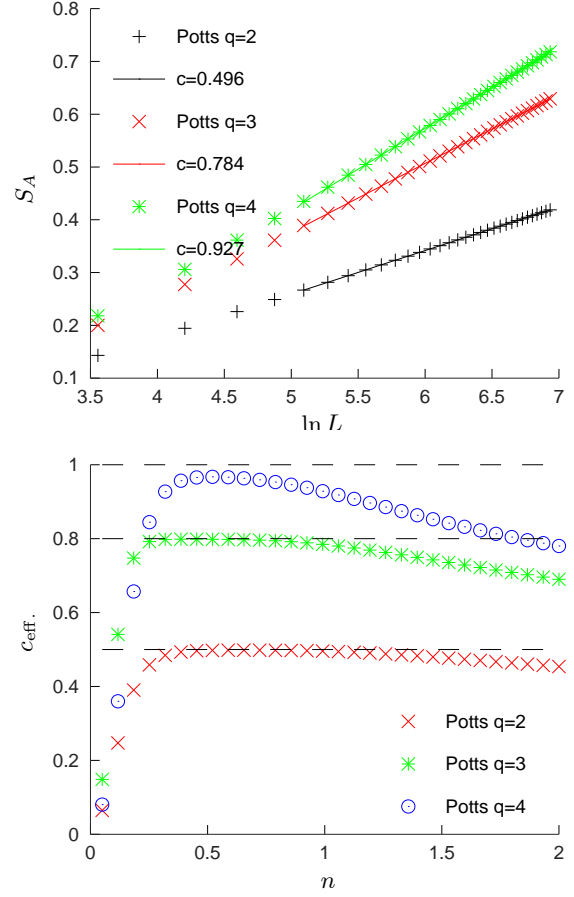 0.8
0.7
0.6
0.5
0.4
0.3
0.2
0.1
S_A
Potts q=2
c=0.496
Potts q=3
c=0.784
Potts q=4
c=0.927
3.5 4 4.5 5 5.5 6 6.5 7
ln L
1
0.8
0.6
0.4
0.2
0
c_eff.
Potts q=2
Potts q=3
Potts q=4
0 0.5 1 1.5 2
n